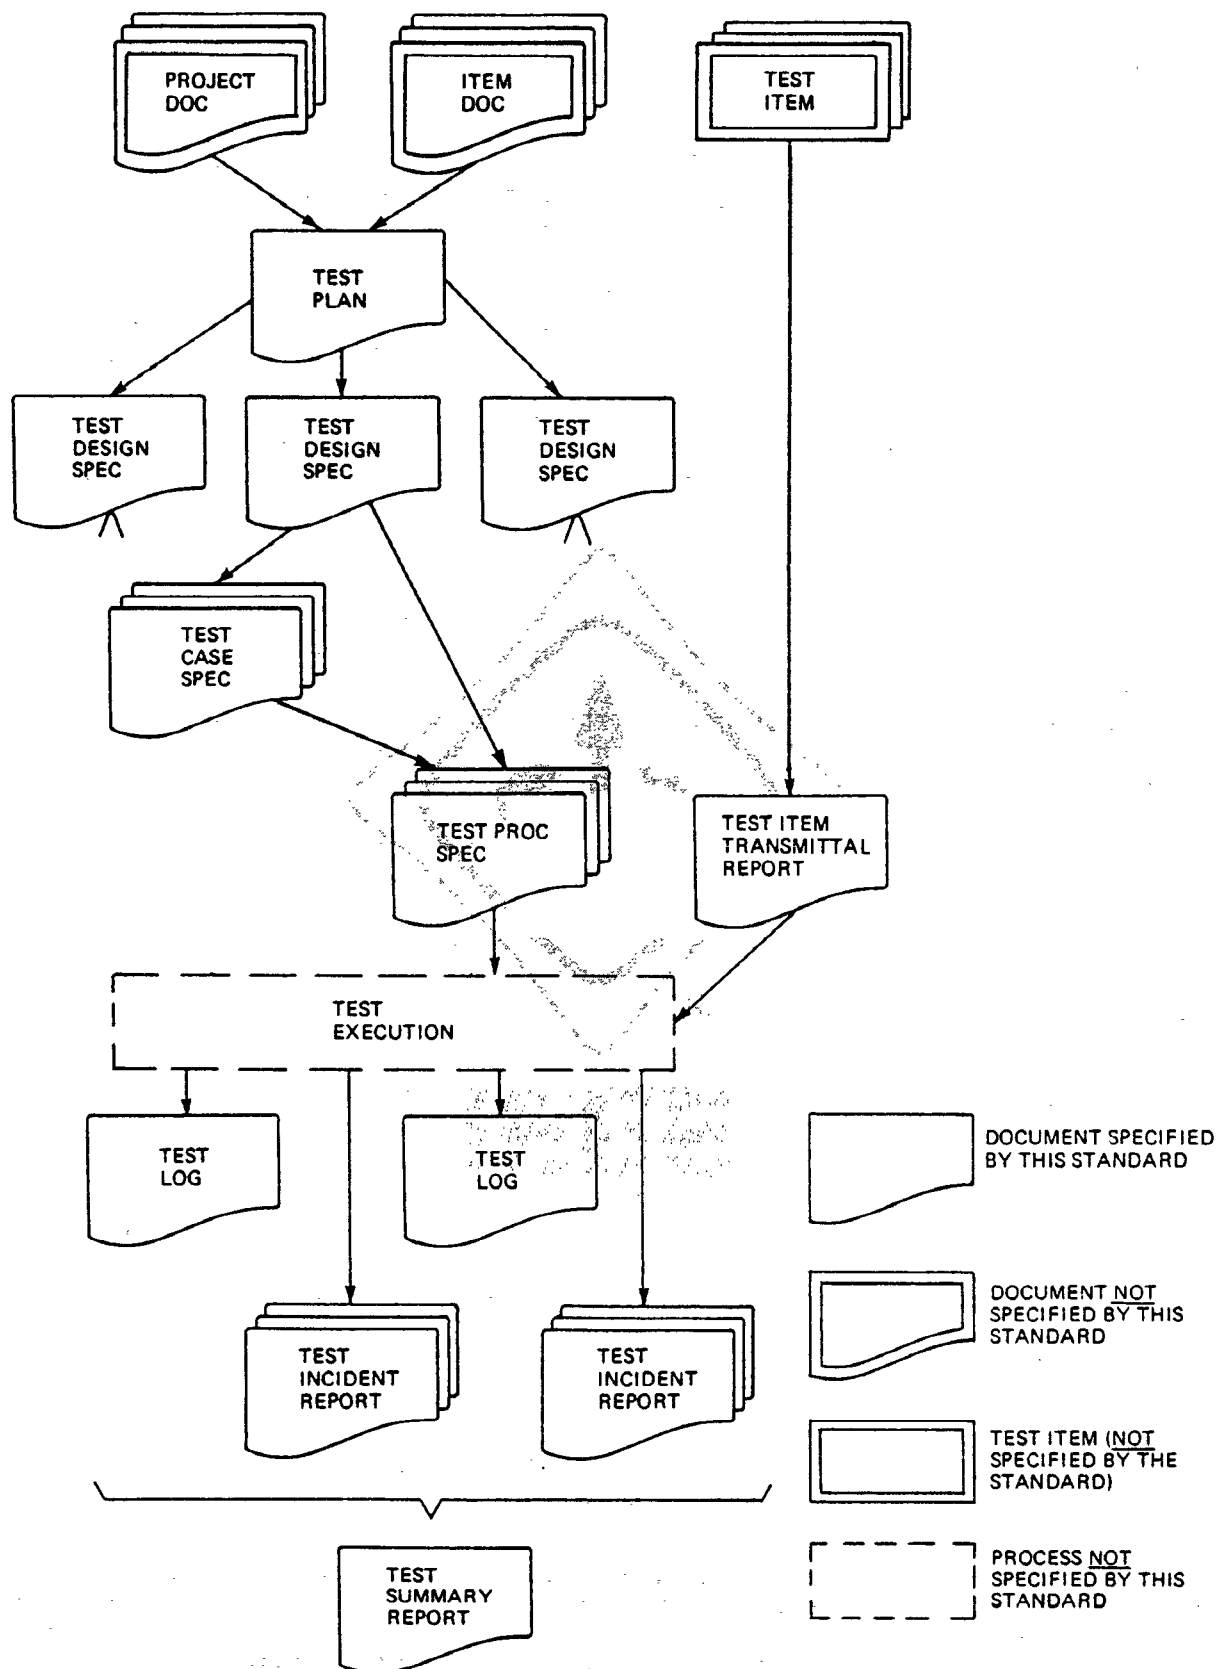 PROJECT
DOC
ITEM
DOC
TEST
ITEM
TEST
PLAN
TEST
DESIGN
SPEC
TEST
DESIGN
SPEC
TEST
DESIGN
SPEC
TEST
CASE
SPEC
TEST PROC
SPEC
TEST ITEM
TRANSMITTAL
REPORT
TEST
EXECUTION
TEST
LOG
TEST
LOG
TEST
INCIDENT
REPORT
TEST
INCIDENT
REPORT
TEST
SUMMARY
REPORT
DOCUMENT SPECIFIED
BY THIS STANDARD
DOCUMENT NOT
SPECIFIED BY THIS
STANDARD
TEST ITEM (NOT
SPECIFIED BY THE
STANDARD)
PROCESS NOT
SPECIFIED BY THIS
STANDARD